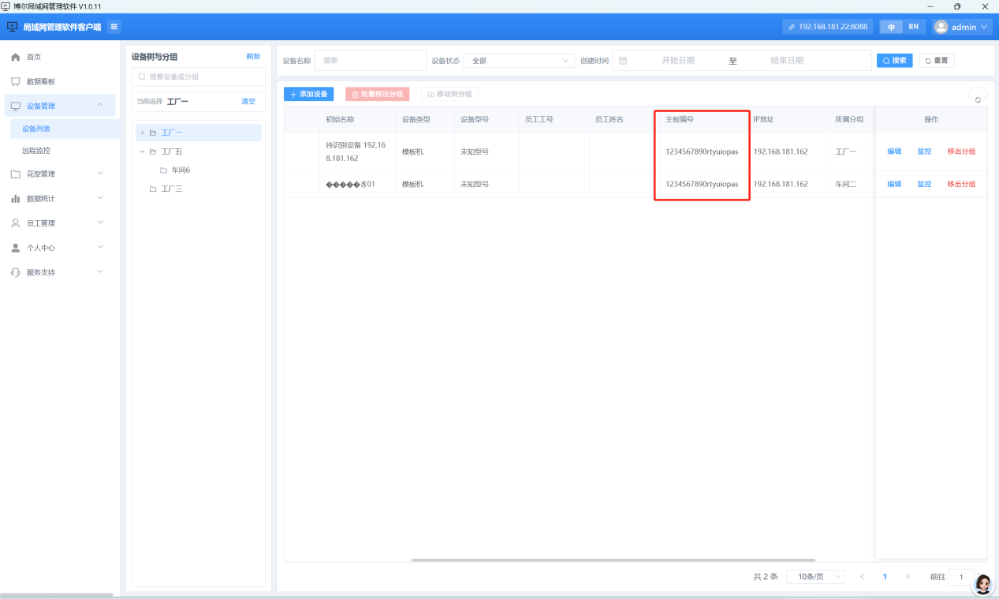 博尔局域网管理软件 V1.0.11
局域网管理软件客户端
192.168.181.22:8088
中 EN
admin
首页
数据看板
设备管理
设备列表
远程监控
花型管理
数据统计
员工管理
个人中心
服务支持
设备树与分组 刷新
搜索设备或分组
当前选择 工厂一 清空
工厂一
工厂五
车间6
工厂三
设备名称 搜索 设备状态 全部 创建时间 开始日期 至 结束日期 搜索 重置
添加设备 批量移出分组 移动到分组
初始名称 设备类型 设备型号 员工工号 员工姓名 主板编号 IP地址 所属分组 操作
待识别设备 192.16
8.181.162 模板机 未知型号 1234567890rtyuiopas 192.168.181.162 工厂一 编辑 监控 移出分组
�����豸01 模板机 未知型号 1234567890rtyuiopas 192.168.181.162 车间二 编辑 监控 移出分组
共 2 条 10条/页 1 前往 1